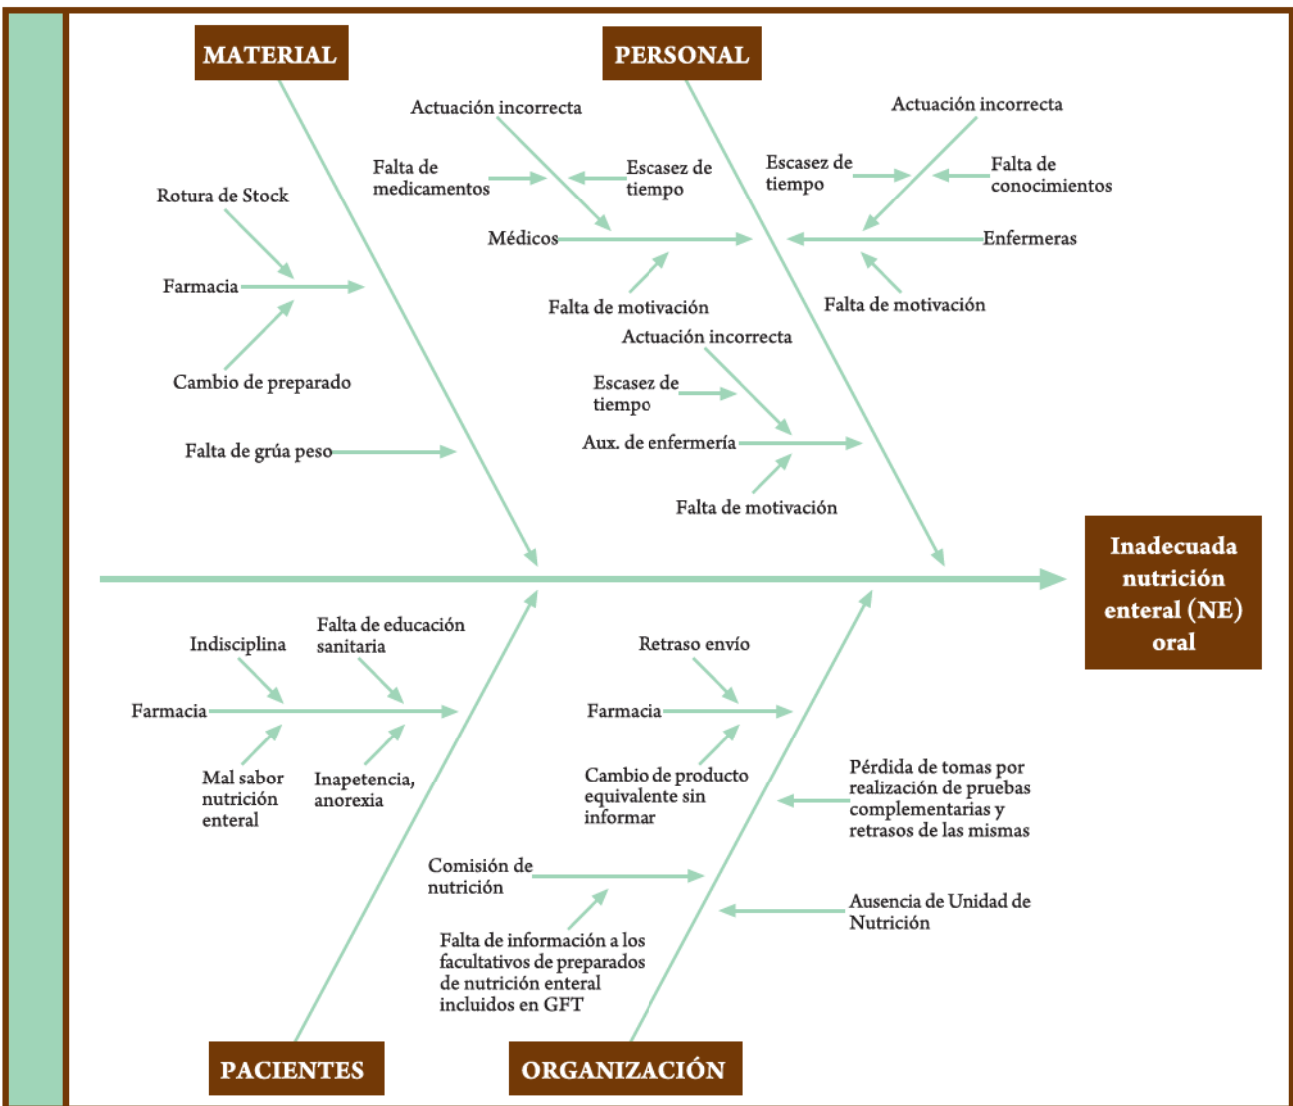 MATERIAL
PERSONAL
Actuación incorrecta
Actuación incorrecta
Falta de
medicamentos
Escasez de
tiempo
Escasez de
tiempo
Falta de
conocimientos
Rotura de Stock
Médicos
Enfermeras
Farmacia
Falta de motivación
Falta de motivación
Actuación incorrecta
Cambio de preparado
Escasez de
tiempo
Falta de grúa peso
Aux. de enfermería
Falta de motivación
Inadecuada
nutrición
enteral (NE)
oral
Indisciplina
Falta de educación
sanitaria
Retraso envío
Farmacia
Farmacia
Mal sabor
nutrición
enteral
Inapetencia,
anorexia
Cambio de producto
equivalente sin
informar
Pérdida de tomas por
realización de pruebas
complementarias y
retrasos de las mismas
Comisión de
nutrición
Ausencia de Unidad de
Nutrición
Falta de información a los
facultativos de preparados
de nutrición enteral
incluidos en GFT
PACIENTES
ORGANIZACIÓN